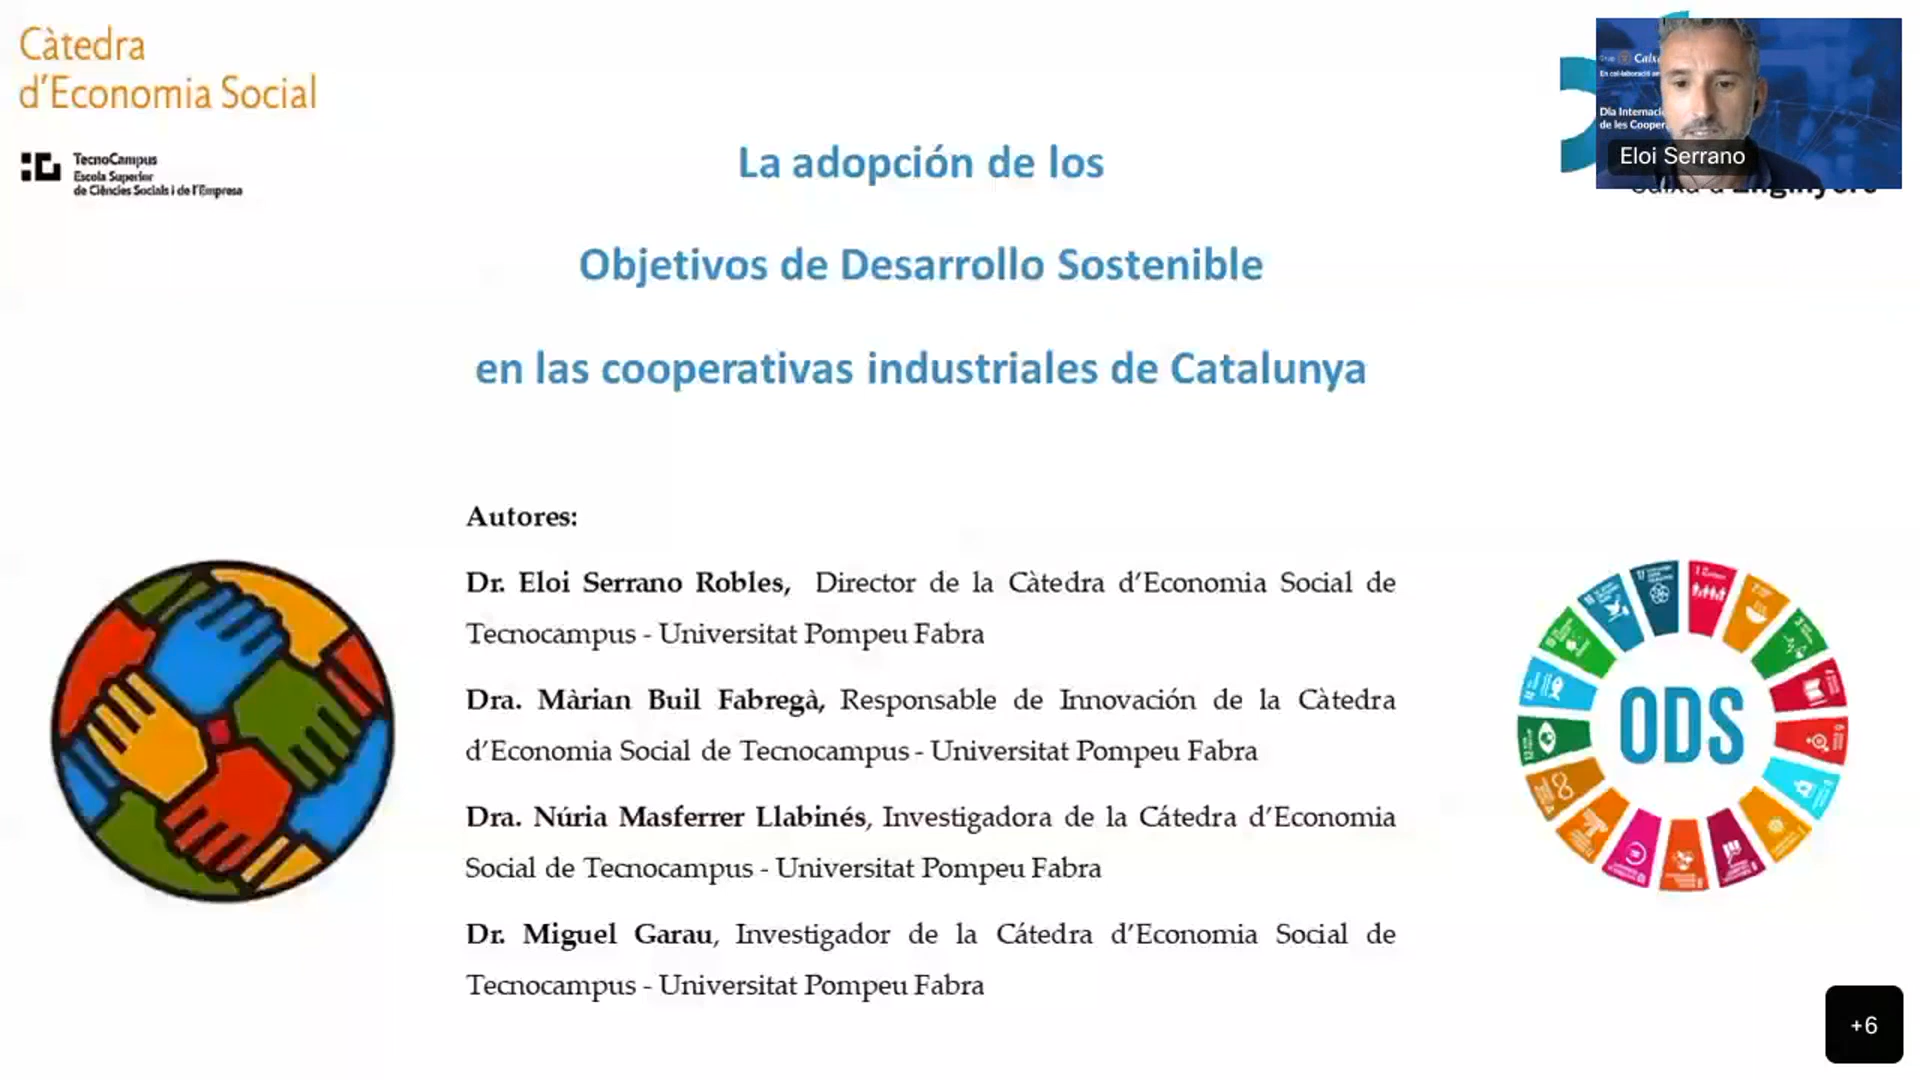 Càtedra
d'Economia Social
TecnoCampus
Escola Superior
de Ciències Socials i de l'Empresa
La adopción de los
Objetivos de Desarrollo Sostenible
en las cooperativas industriales de Catalunya
Autores:
Dr. Eloi Serrano Robles, Director de la Càtedra d'Economia Social de
Tecnocampus - Universitat Pompeu Fabra
Dra. Màrian Buil Fabregà, Responsable de Innovación de la Càtedra
d'Economia Social de Tecnocampus - Universitat Pompeu Fabra
Dra. Núria Masferrer Llabinés, Investigadora de la Cátedra d'Economia
Social de Tecnocampus - Universitat Pompeu Fabra
Dr. Miguel Garau, Investigador de la Cátedra d'Economia Social de
Tecnocampus - Universitat Pompeu Fabra
Eloi Serrano
ODS
+6